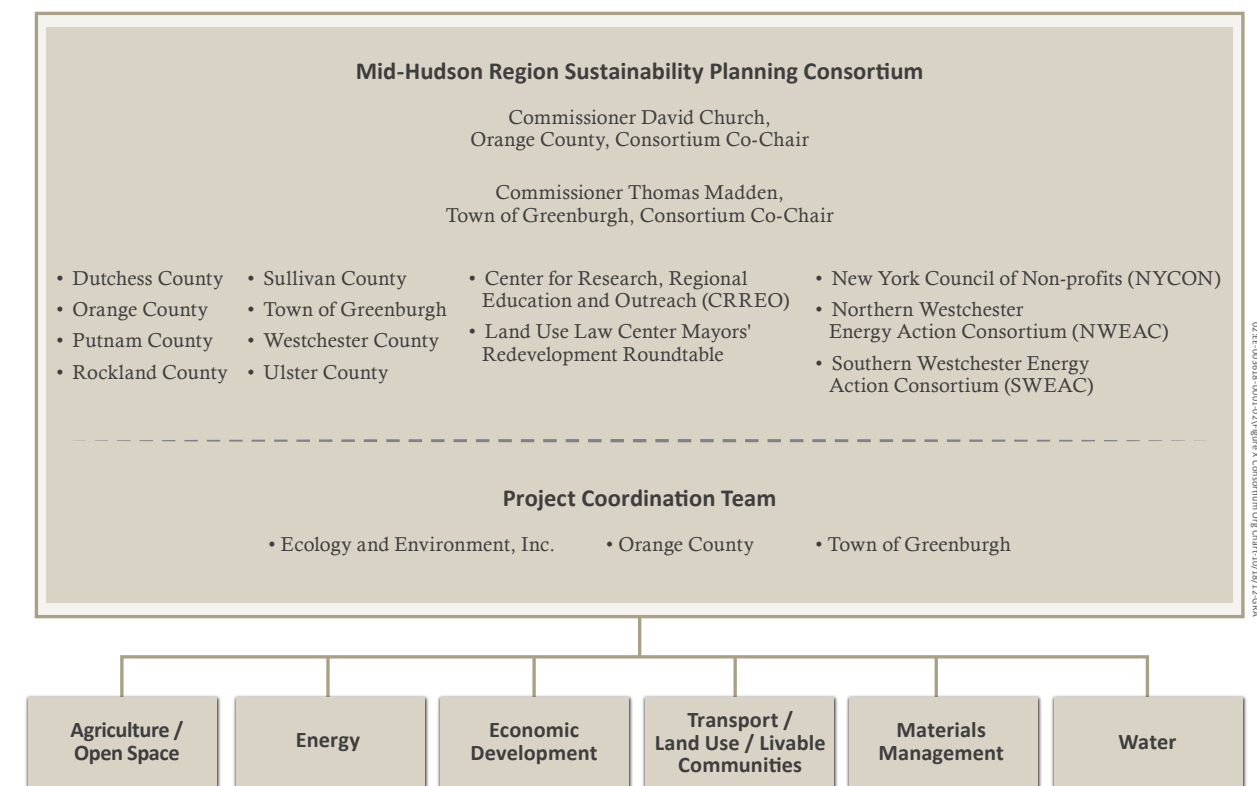 Mid-Hudson Region Sustainability Planning Consortium
Commissioner David Church,
Orange County, Consortium Co-Chair
Commissioner Thomas Madden,
Town of Greenburgh, Consortium Co-Chair
• Dutchess County
• Orange County
• Putnam County
• Rockland County
• Sullivan County
• Town of Greenburgh
• Westchester County
• Ulster County
• Center for Research, Regional
Education and Outreach (CRREO)
• Land Use Law Center Mayors'
Redevelopment Roundtable
• New York Council of Non-profits (NYCON)
• Northern Westchester
Energy Action Consortium (NWEAC)
• Southern Westchester Energy
Action Consortium (SWEAC)
Project Coordination Team
• Ecology and Environment, Inc.
• Orange County
• Town of Greenburgh
Agriculture /
Open Space
Energy
Economic
Development
Transport /
Land Use / Livable
Communities
Materials
Management
Water